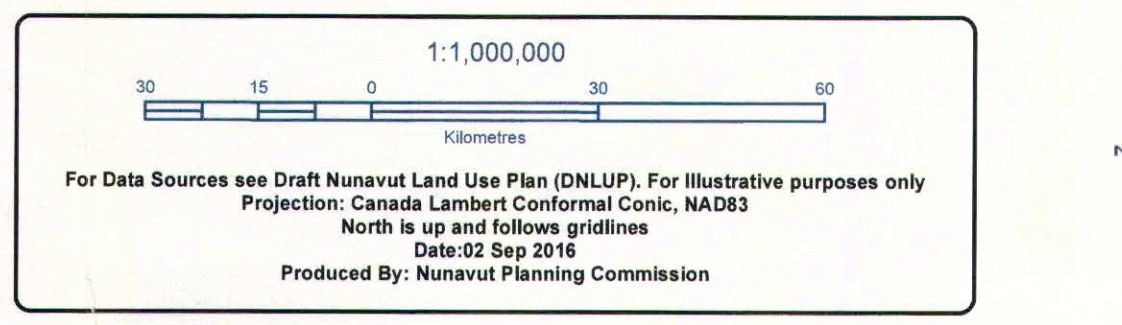 1:1,000,000
30 15 0 30 60
Kilometres
For Data Sources see Draft Nunavut Land Use Plan (DNLUP). For Illustrative purposes only
Projection: Canada Lambert Conformal Conic, NAD83
North is up and follows gridlines
Date:02 Sep 2016
Produced By: Nunavut Planning Commission